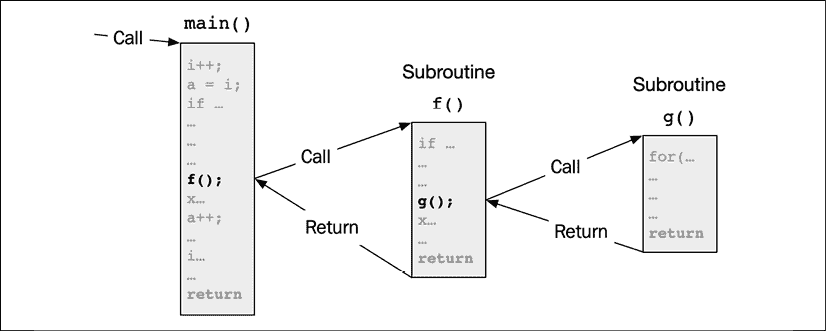 main()
Call
i++;
a = i;
if …
…
…
…
f();
x…
a++;
…
i…
…
return
Call
Return
Subroutine
f()
if …
…
…
g();
x…
…
return
Call
Return
Subroutine
g()
for(…
…
…
…
return